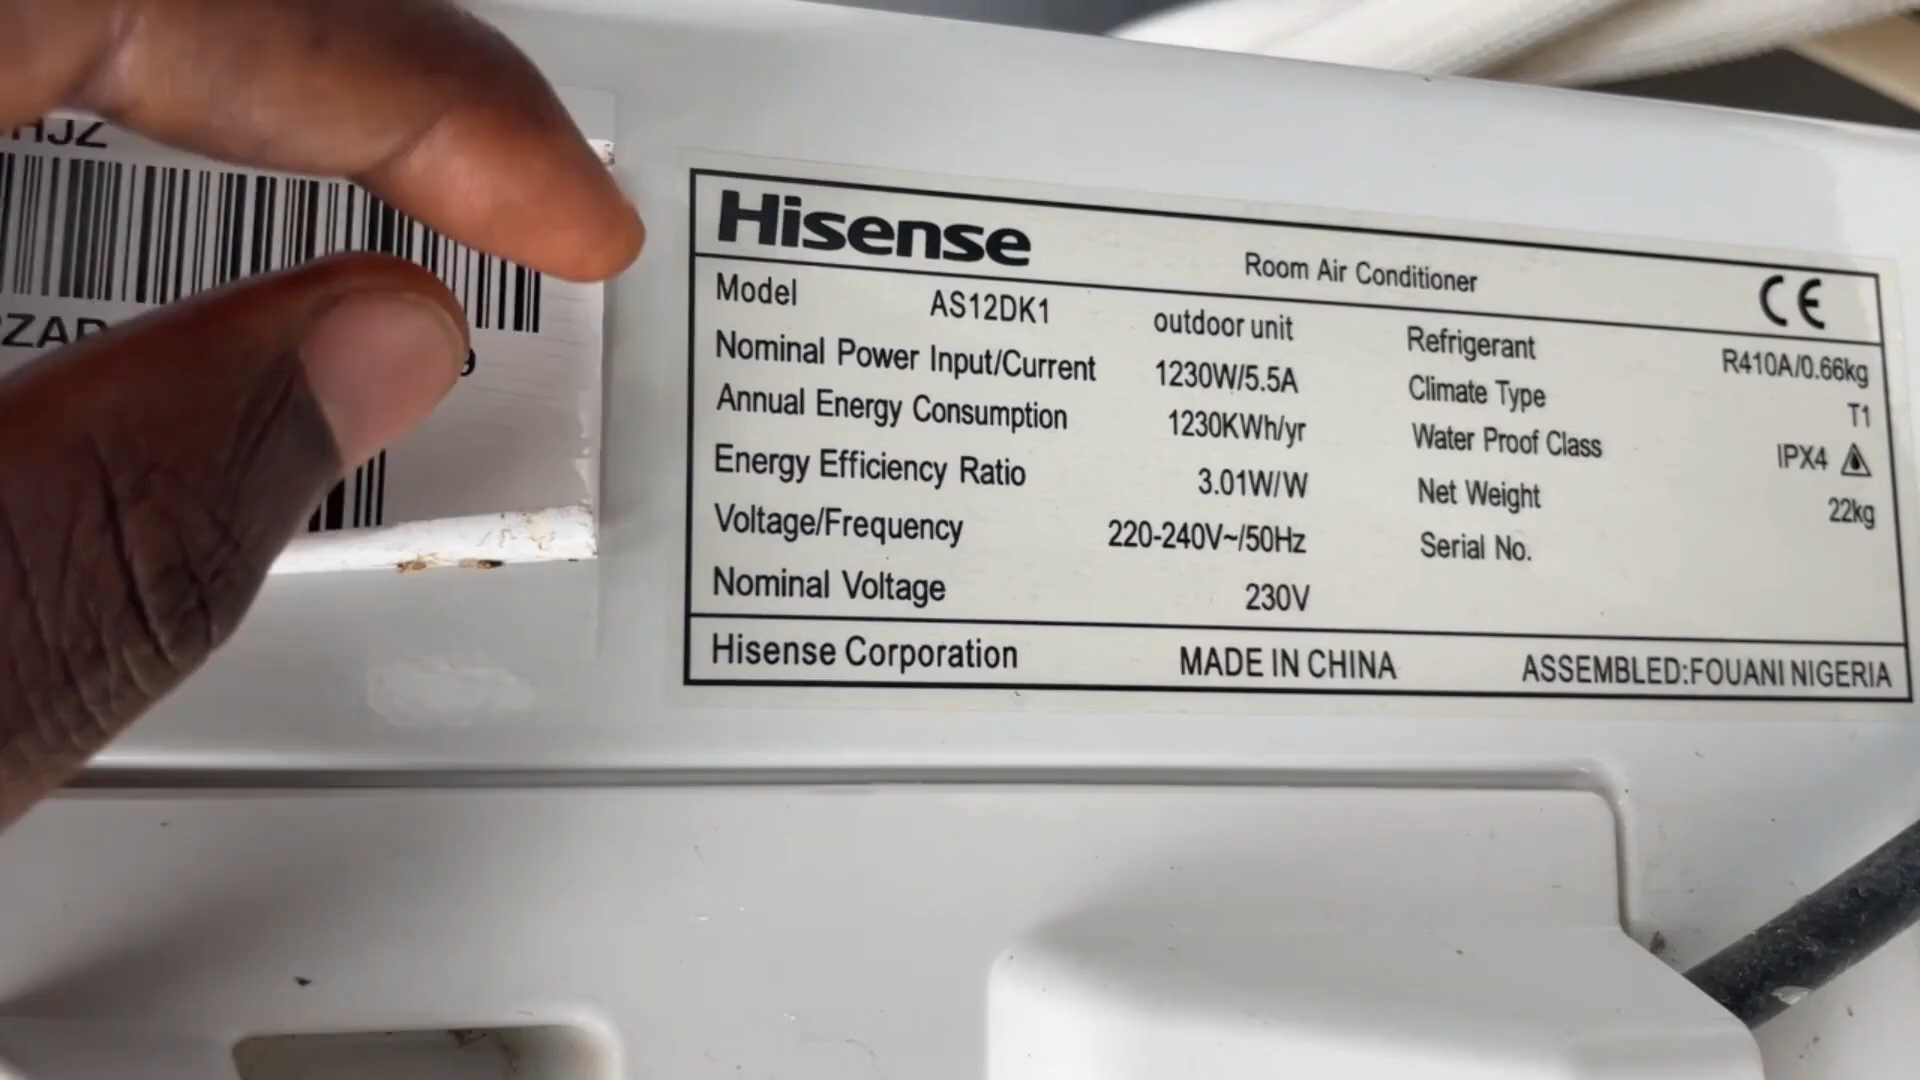 Hisense
Room Air Conditioner
CE
Model AS12DK1 outdoor unit
Nominal Power Input/Current 1230W/5.5A
Annual Energy Consumption 1230KWh/yr
Energy Efficiency Ratio 3.01W/W
Voltage/Frequency 220-240V~/50Hz
Nominal Voltage 230V
Refrigerant R410A/0.66kg
Climate Type T1
Water Proof Class IPX4
Net Weight 22kg
Serial No.
Hisense Corporation MADE IN CHINA ASSEMBLED:FOUANI NIGERIA